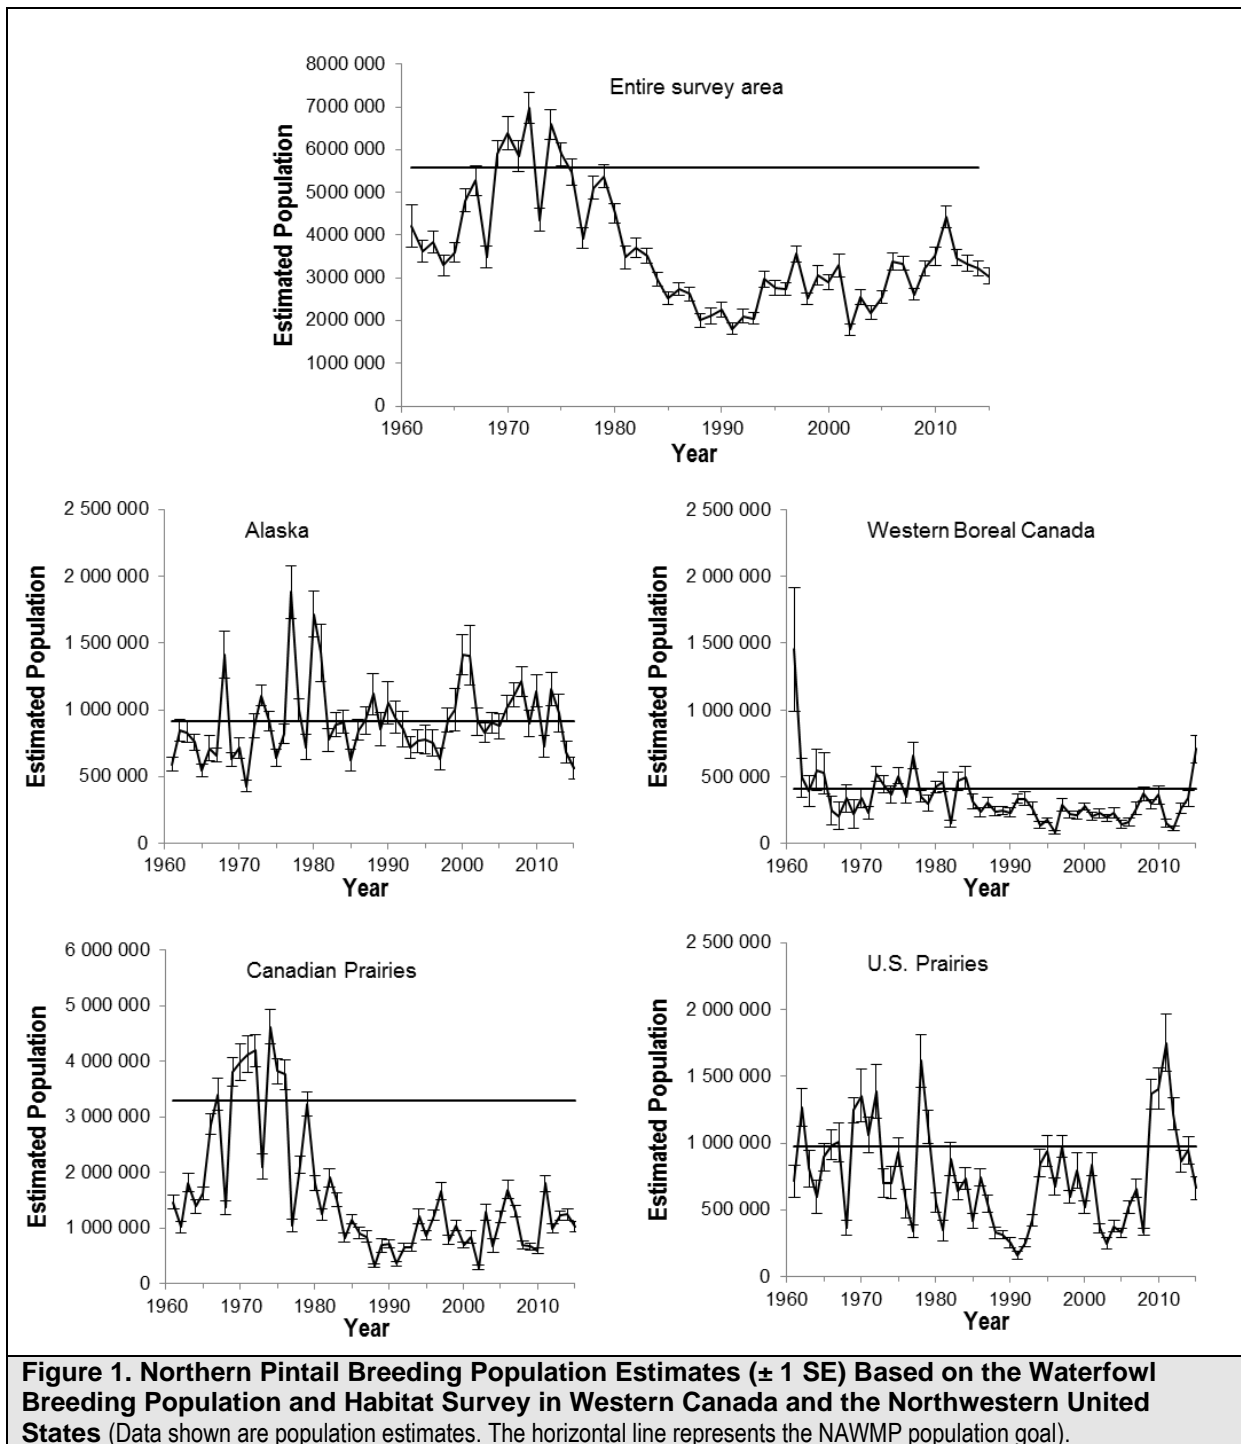 Entire survey area
8000 000
7000 000
6000 000
5000 000
4000 000
3000 000
2000 000
1000 000
0
Estimated Population
1960 1970 1980 1990 2000 2010
Year
Alaska
2 500 000
2 000 000
1 500 000
1 000 000
500 000
0
Estimated Population
1960 1970 1980 1990 2000 2010
Year
Western Boreal Canada
2 500 000
2 000 000
1 500 000
1 000 000
500 000
0
Estimated Population
1960 1970 1980 1990 2000 2010
Year
Canadian Prairies
6 000 000
5 000 000
4 000 000
3 000 000
2 000 000
1 000 000
0
Estimated Population
1960 1970 1980 1990 2000 2010
Year
U.S. Prairies
2 500 000
2 000 000
1 500 000
1 000 000
500 000
0
Estimated Population
1960 1970 1980 1990 2000 2010
Year
Figure 1. Northern Pintail Breeding Population Estimates (± 1 SE) Based on the Waterfowl
Breeding Population and Habitat Survey in Western Canada and the Northwestern United
States (Data shown are population estimates. The horizontal line represents the NAWMP population goal).